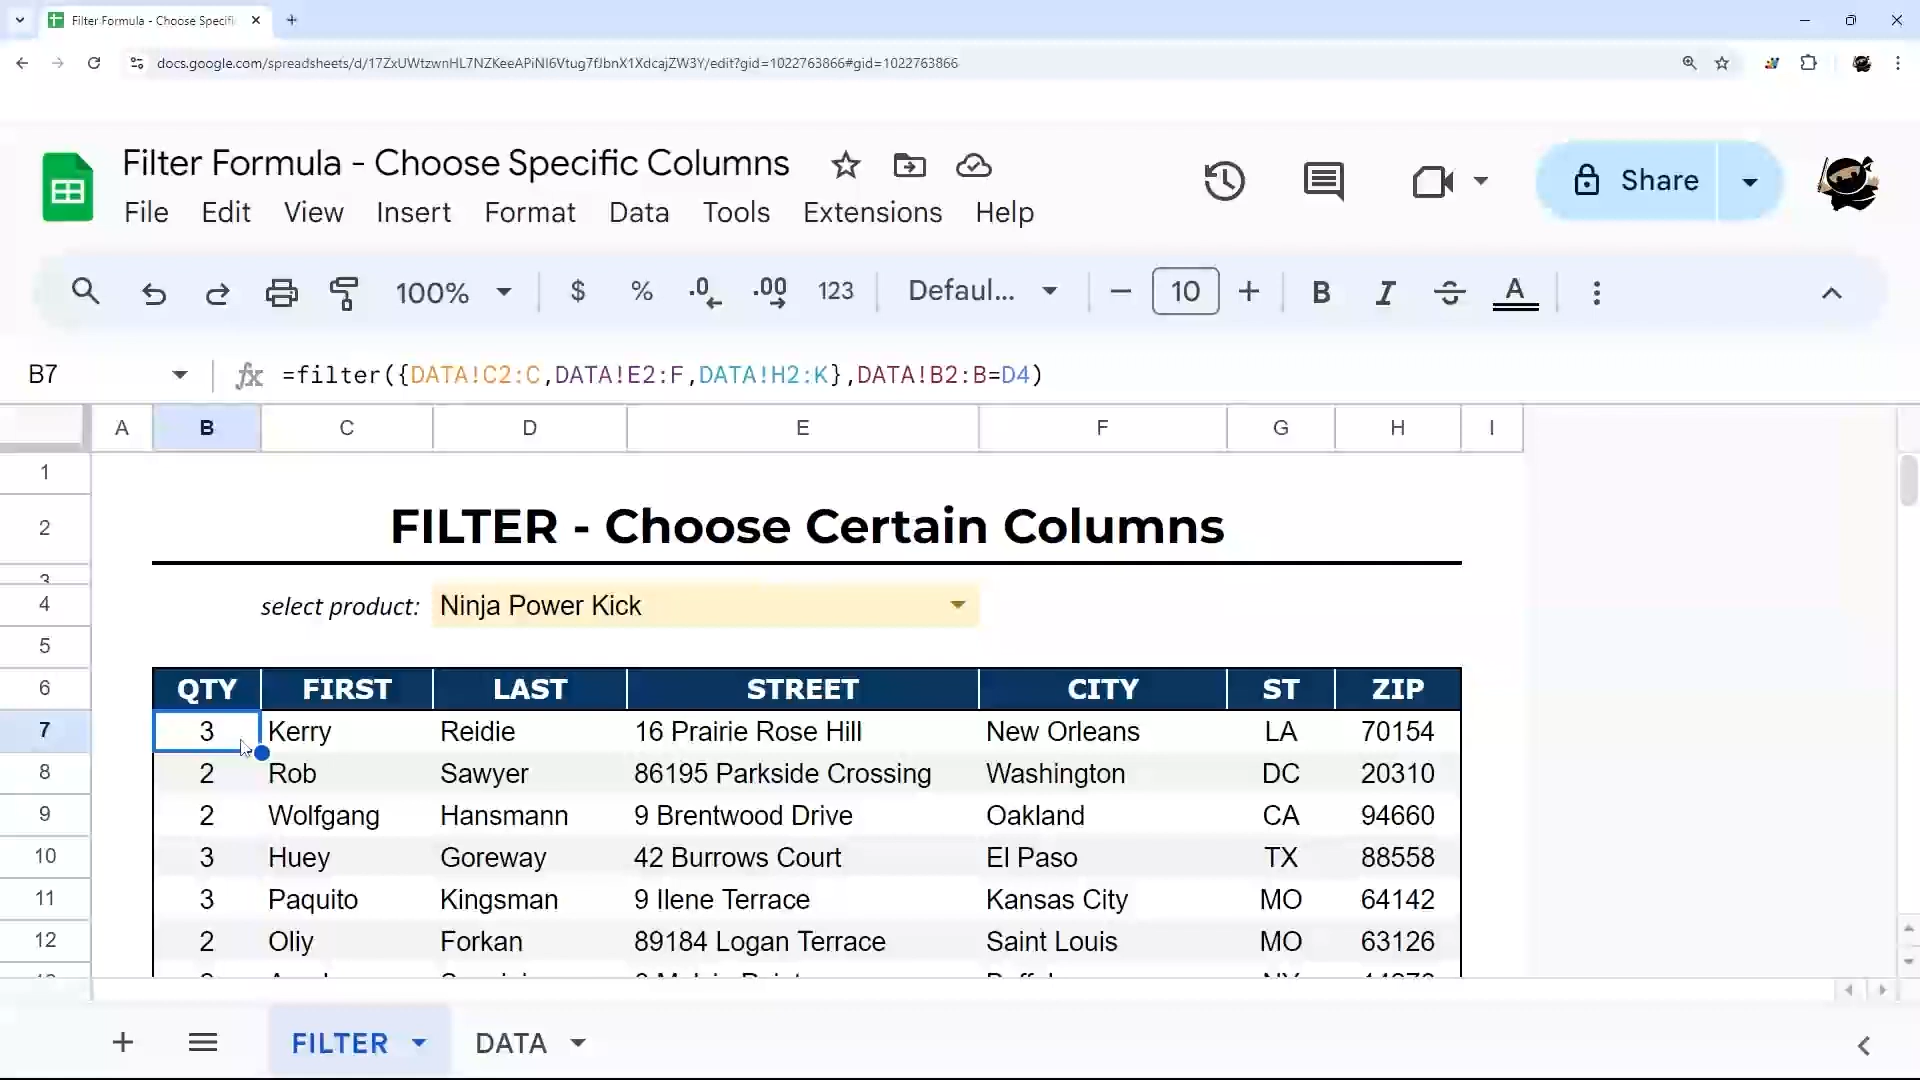 Filter Formula - Choose Specifi
docs.google.com/spreadsheets/d/17ZxUWtzwnHL7NZKeeAPiNI6Vtug7fJbnX1XdcajZW3Y/edit?gid=1022763866#gid=1022763866
Filter Formula - Choose Specific Columns
File Edit View Insert Format Data Tools Extensions Help
Share
100% $ % .0 .00 123 Defaul... 10 B I A
B7 fx =filter({DATA!C2:C,DATA!E2:F,DATA!H2:K},DATA!B2:B=D4)
A B C D E F G H I
1
2 FILTER - Choose Certain Columns
3
4 select product: Ninja Power Kick
5
6 QTY FIRST LAST STREET CITY ST ZIP
7 3 Kerry Reidie 16 Prairie Rose Hill New Orleans LA 70154
8 2 Rob Sawyer 86195 Parkside Crossing Washington DC 20310
9 2 Wolfgang Hansmann 9 Brentwood Drive Oakland CA 94660
10 3 Huey Goreway 42 Burrows Court El Paso TX 88558
11 3 Paquito Kingsman 9 Ilene Terrace Kansas City MO 64142
12 2 Oliy Forkan 89184 Logan Terrace Saint Louis MO 63126
FILTER DATA